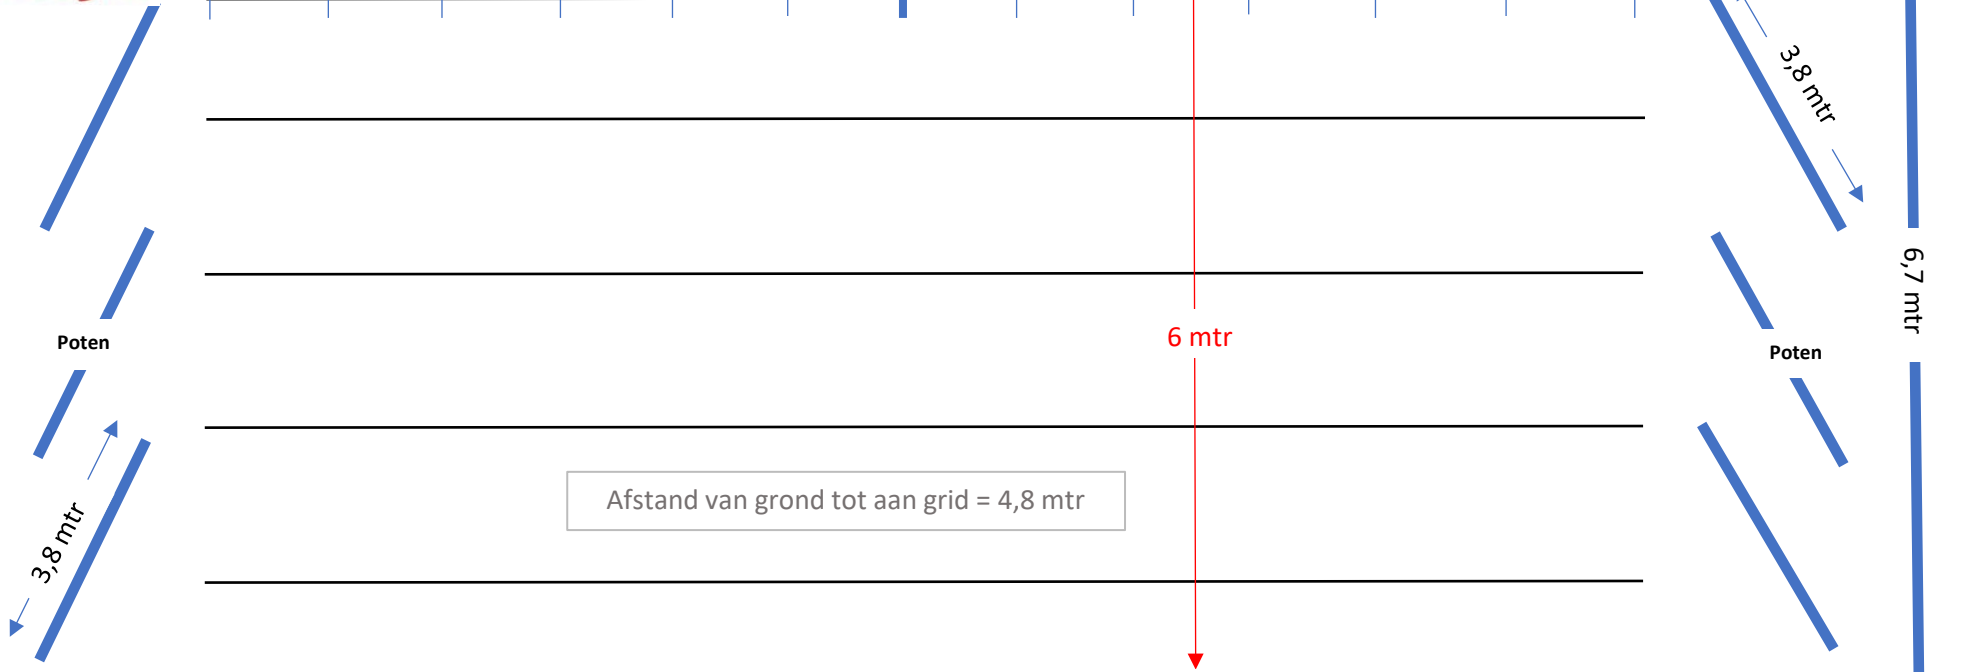 3,8 mtr
6,7 mtr
6 mtr
Poten
Poten
Afstand van grond tot aan grid = 4,8 mtr
3,8 mtr